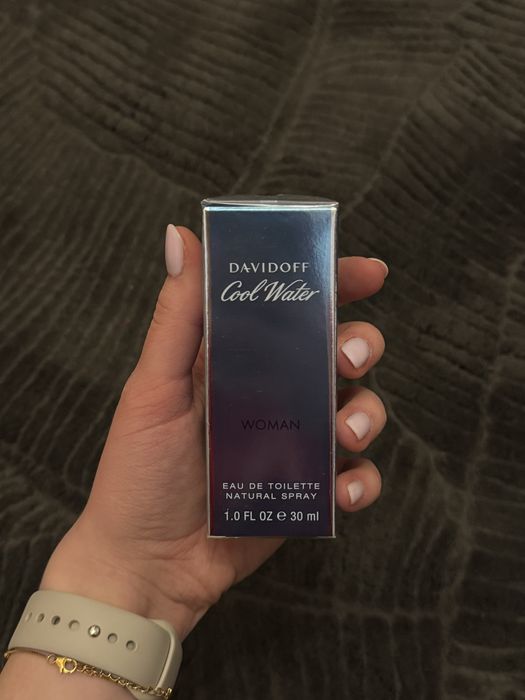 DAVIDOFF
Cool Water
WOMAN
EAU DE TOILETTE
NATURAL SPRAY
1.0 FL OZ ℮ 30 ml